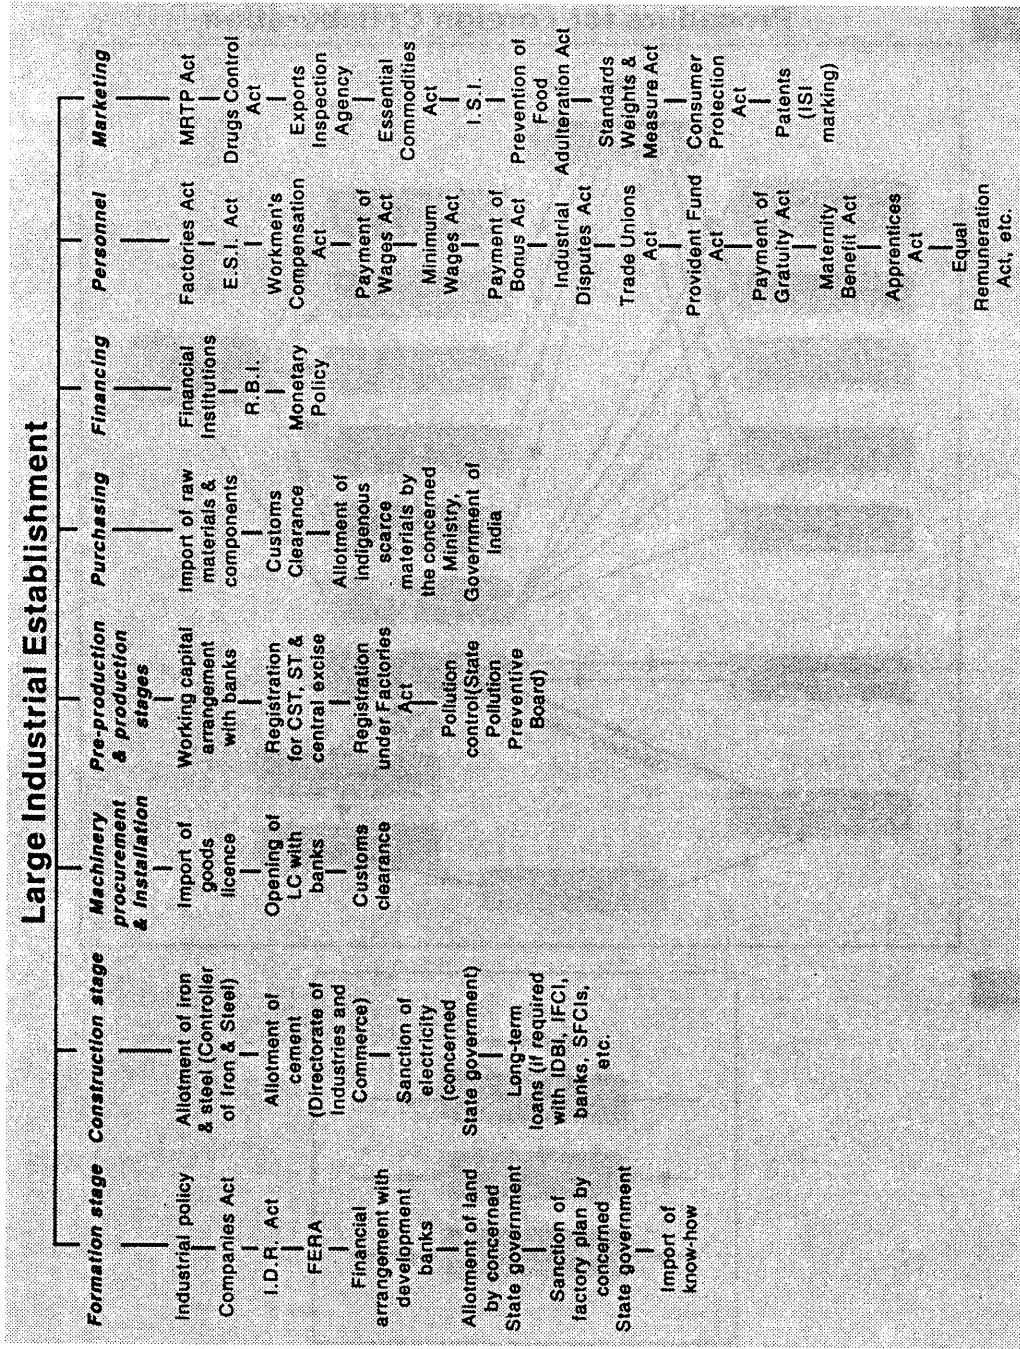 Large Industrial Establishment
Formation stage
Industrial policy
Companies Act
I.D.R. Act
FERA
Financial
arrangement with
development
banks
Allotment of land
by concerned
State government
Sanction of
factory plan by
concerned
State government
Import of
know-how
Construction stage
Allotment of iron
& steel (Controller
of Iron & Steel)
Allotment of
cement
(Directorate of
Industries and
Commerce)
Sanction of
electricity
(concerned
State government)
Long-term
loans (if required
with IDBI, IFCI,
banks, SFCIs,
etc.
Machinery
procurement
& installation
Import of
goods
licence
Opening of
LC with
banks
Customs
clearance
Pre-production
& production
stages
Working capital
arrangement
with banks
Registration
for CST, ST &
central excise
Registration
under Factories
Act
Pollution
control(State
Pollution
Preventive
Board)
Purchasing
Import of raw
materials &
components
Customs
Clearance
Allotment of
indigenous
scarce
materials by
the concerned
Ministry,
Government of
India
Financing
Financial
Institutions
R.B.I.
Monetary
Policy
Personnel
Factories Act
E.S.I. Act
Workmen's
Compensation
Act
Payment of
Wages Act
Minimum
Wages Act
Payment of
Bonus Act
Industrial
Disputes Act
Trade Unions
Act
Provident Fund
Act
Payment of
Gratuity Act
Maternity
Benefit Act
Apprentices
Act
Equal
Remuneration
Act, etc.
Marketing
MRTP Act
Drugs Control
Act
Exports
Inspection
Agency
Essential
Commodities
Act
I.S.I.
Prevention of
Food
Adulteration Act
Standards
Weights &
Measure Act
Consumer
Protection
Act
Patens
(ISI
marking)